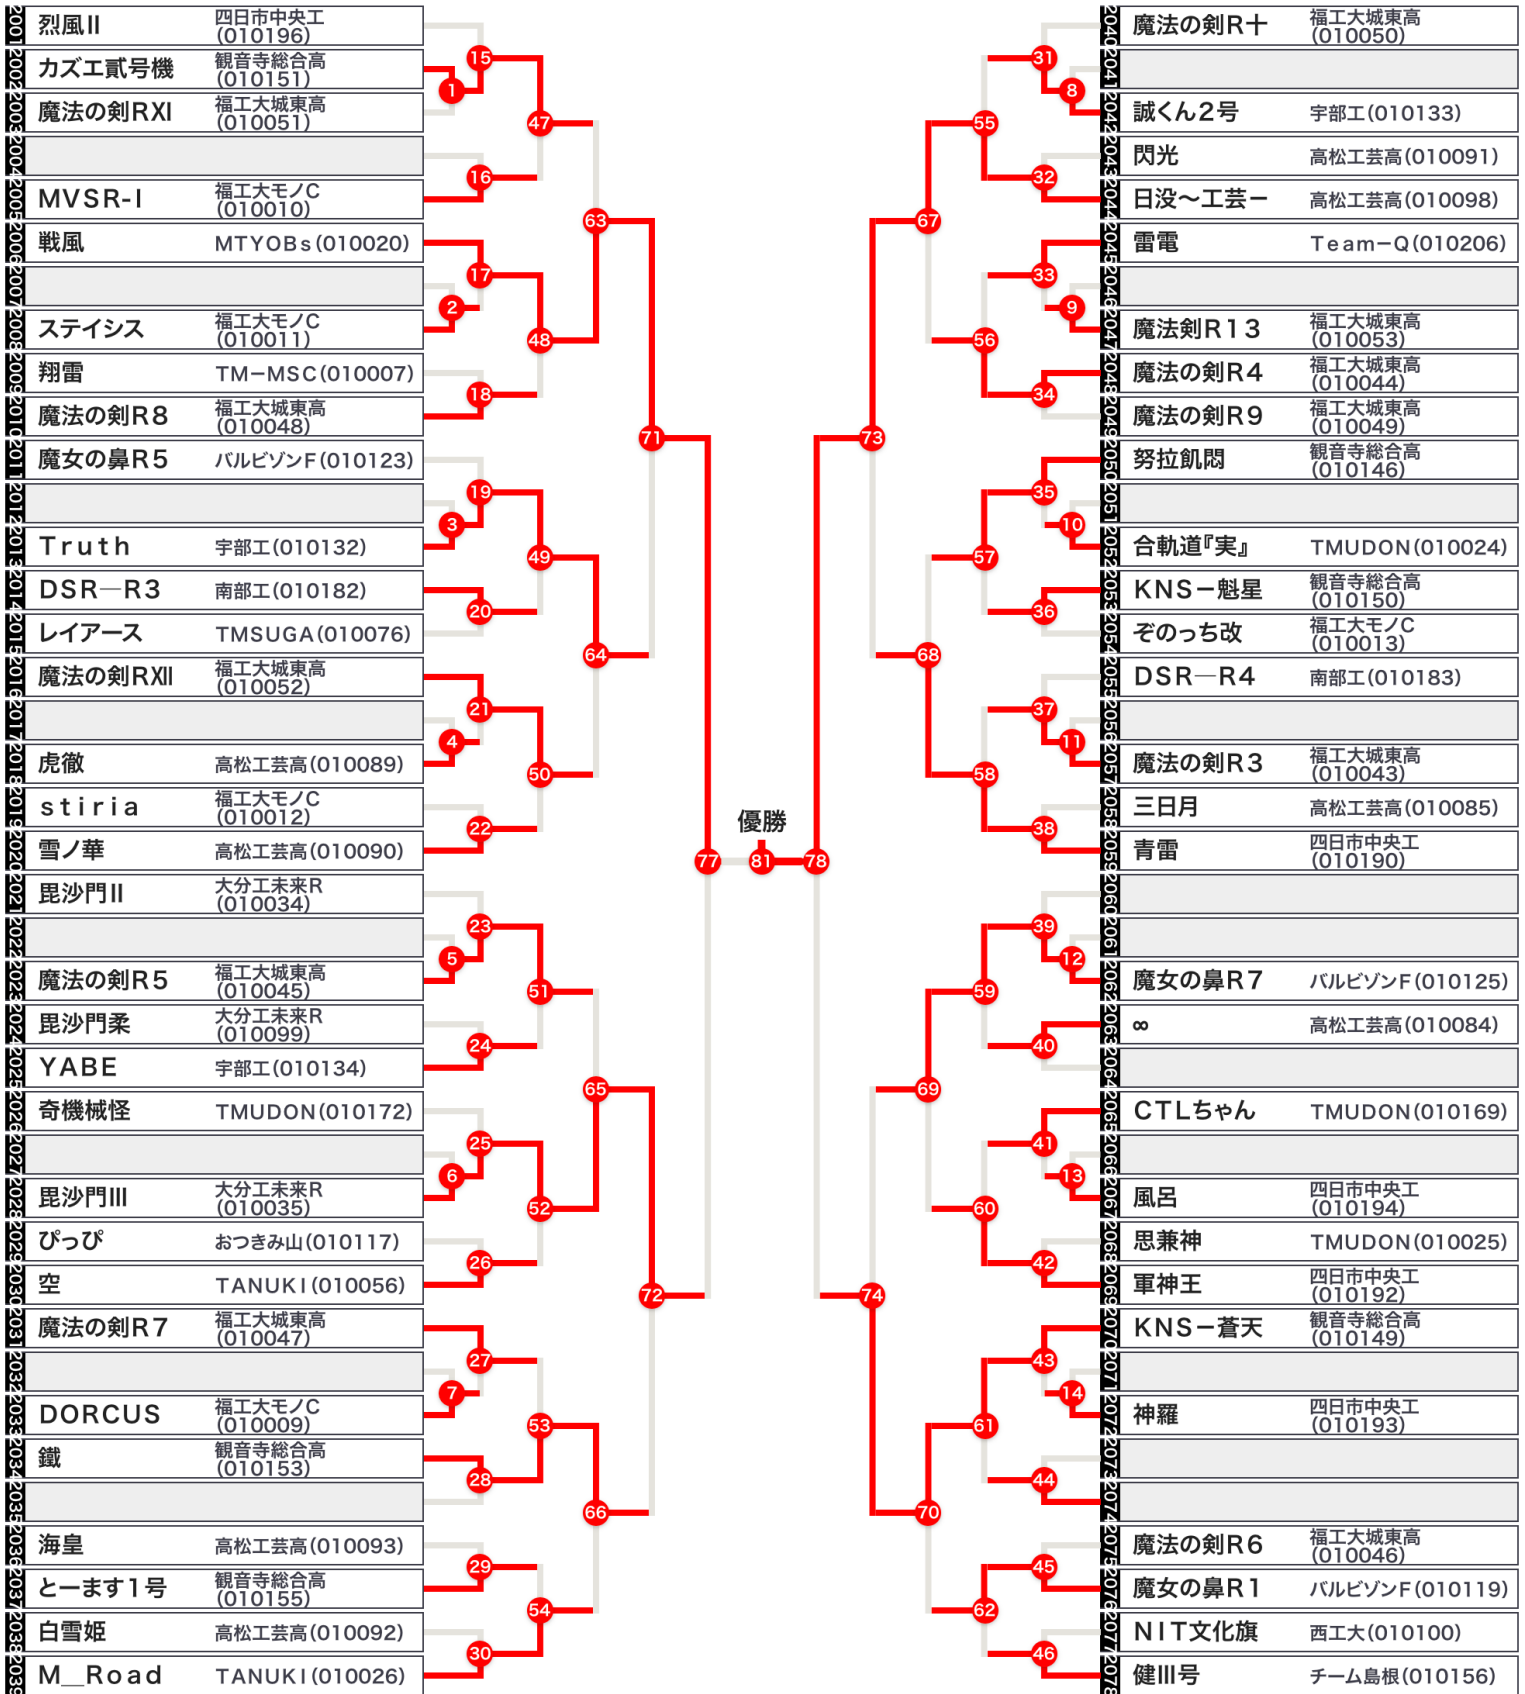 2001 烈風Ⅱ 四日市中央工
(010196)
2002 カズエ貳号機 観音寺総合高
(010151)
2003 魔法の剣RⅪ 福工大城東高
(010051)
2004
2005 MVSR-Ⅰ 福工大モノC
(010010)
2006 戦風 MTYOBs(010020)
2007
2008 ステイシス 福工大モノC
(010011)
2009 翔雷 TM-MSC(010007)
2010 魔法の剣R8 福工大城東高
(010048)
2011 魔女の鼻R5 バルビゾンF(010123)
2012
2013 Truth 宇部工(010132)
2014 DSR―R3 南部工(010182)
2015 レイアース TMSUGA(010076)
2016 魔法の剣RⅫ 福工大城東高
(010052)
2017
2018 虎徹 高松工芸高(010089)
2019 stiria 福工大モノC
(010012)
2020 雪ノ華 高松工芸高(010090)
2021 毘沙門Ⅱ 大分工未来R
(010034)
2022
2023 魔法の剣R5 福工大城東高
(010045)
2024 毘沙門柔 大分工未来R
(010099)
2025 YABE 宇部工(010134)
2026 奇機械怪 TMUDON(010172)
2027
2028 毘沙門Ⅲ 大分工未来R
(010035)
2029 ぴっぴ おつきみ山(010117)
2030 空 TANUKI(010056)
2031 魔法の剣R7 福工大城東高
(010047)
2032
2033 DORCUS 福工大モノC
(010009)
2034 鐵 観音寺総合高
(010153)
2035
2036 海皇 高松工芸高(010093)
2037 とーます1号 観音寺総合高
(010155)
2038 白雪姫 高松工芸高(010092)
2039 M__Road TANUKI(010026)
1
2
3
4
5
6
7
15
16
17
18
19
20
21
22
23
24
25
26
27
28
29
30
47
48
49
50
51
52
53
54
63
64
65
66
71
72
77
優勝
81
78
73
74
67
68
69
70
55
56
57
58
59
60
61
62
31
32
33
34
35
36
37
38
39
40
41
42
43
44
45
46
8
9
10
11
12
13
14
2040 魔法の剣R十 福工大城東高
(010050)
2041
2042 誠くん2号 宇部工(010133)
2043 閃光 高松工芸高(010091)
2044 日没～工芸－ 高松工芸高(010098)
2045 雷電 Team-Q(010206)
2046
2047 魔法剣R13 福工大城東高
(010053)
2048 魔法の剣R4 福工大城東高
(010044)
2049 魔法の剣R9 福工大城東高
(010049)
2050 努拉飢悶 観音寺総合高
(010146)
2051
2052 合軌道『実』 TMUDON(010024)
2053 KNS－魁星 観音寺総合高
(010150)
2054 ぞのっち改 福工大モノC
(010013)
2055 DSR―R4 南部工(010183)
2056
2057 魔法の剣R3 福工大城東高
(010043)
2058 三日月 高松工芸高(010085)
2059 青雷 四日市中央工
(010190)
2060
2061
2062 魔女の鼻R7 バルビゾンF(010125)
2063 ∞ 高松工芸高(010084)
2064
2065 CTLちゃん TMUDON(010169)
2066
2067 風呂 四日市中央工
(010194)
2068 思兼神 TMUDON(010025)
2069 軍神王 四日市中央工
(010192)
2070 KNS－蒼天 観音寺総合高
(010149)
2071
2072 神羅 四日市中央工
(010193)
2073
2074
2075 魔法の剣R6 福工大城東高
(010046)
2076 魔女の鼻R1 バルビゾンF(010119)
2077 NIT文化旗 西工大(010100)
2078 健Ⅲ号 チーム島根(010156)